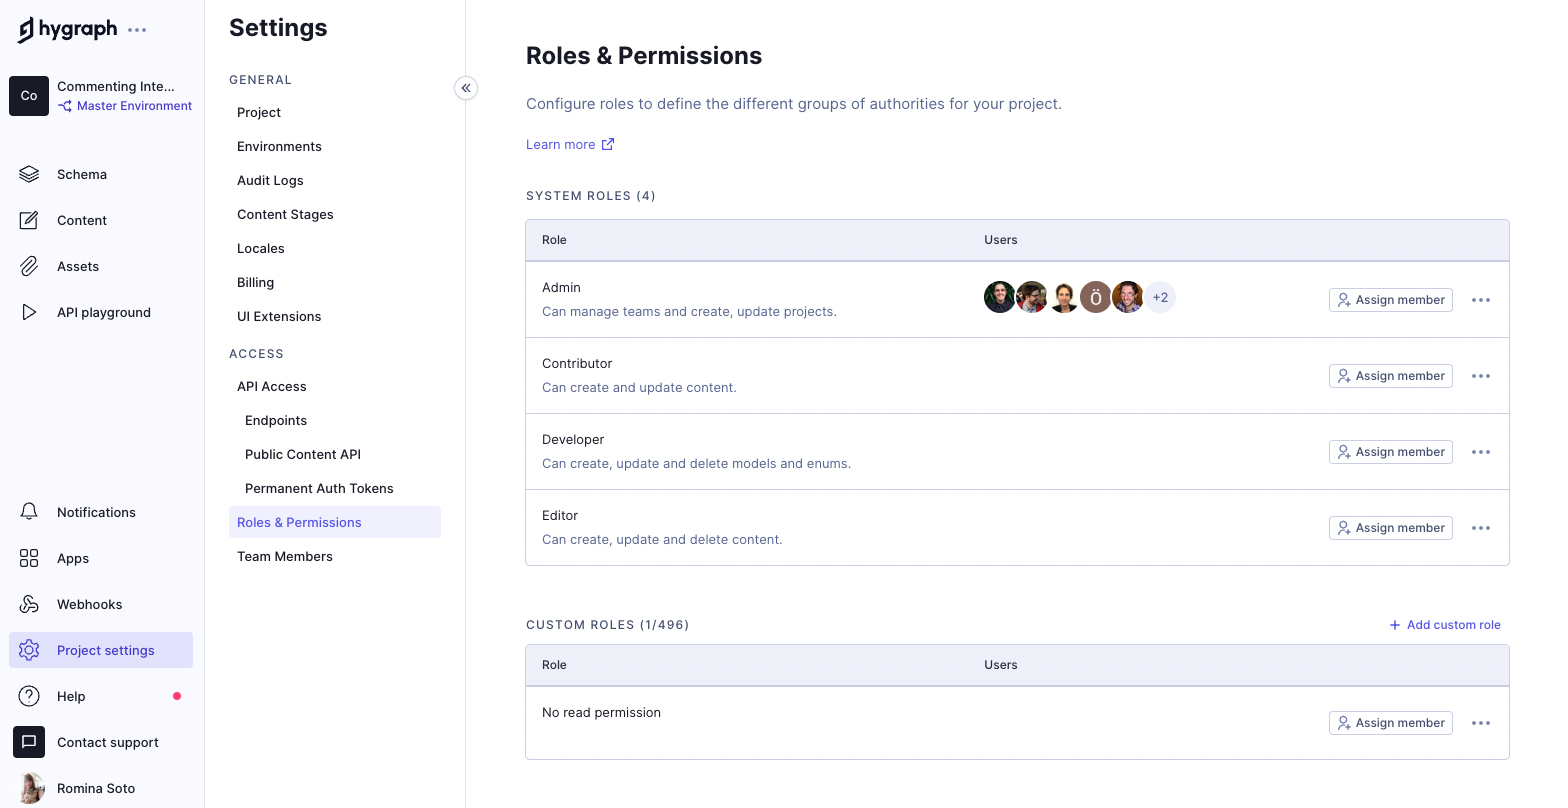 hygraph
Co
Commenting Inte...
Master Environment
Schema
Content
Assets
API playground
Notifications
Apps
Webhooks
Project settings
Help
Contact support
Romina Soto
Settings
GENERAL
Project
Environments
Audit Logs
Content Stages
Locales
Billing
UI Extensions
ACCESS
API Access
Endpoints
Public Content API
Permanent Auth Tokens
Roles & Permissions
Team Members
Roles & Permissions
Configure roles to define the different groups of authorities for your project.
Learn more
SYSTEM ROLES (4)
Role Users
Admin
Can manage teams and create, update projects.
Ö +2
Assign member
Contributor
Can create and update content.
Assign member
Developer
Can create, update and delete models and enums.
Assign member
Editor
Can create, update and delete content.
Assign member
CUSTOM ROLES (1/496)
+ Add custom role
Role Users
No read permission
Assign member